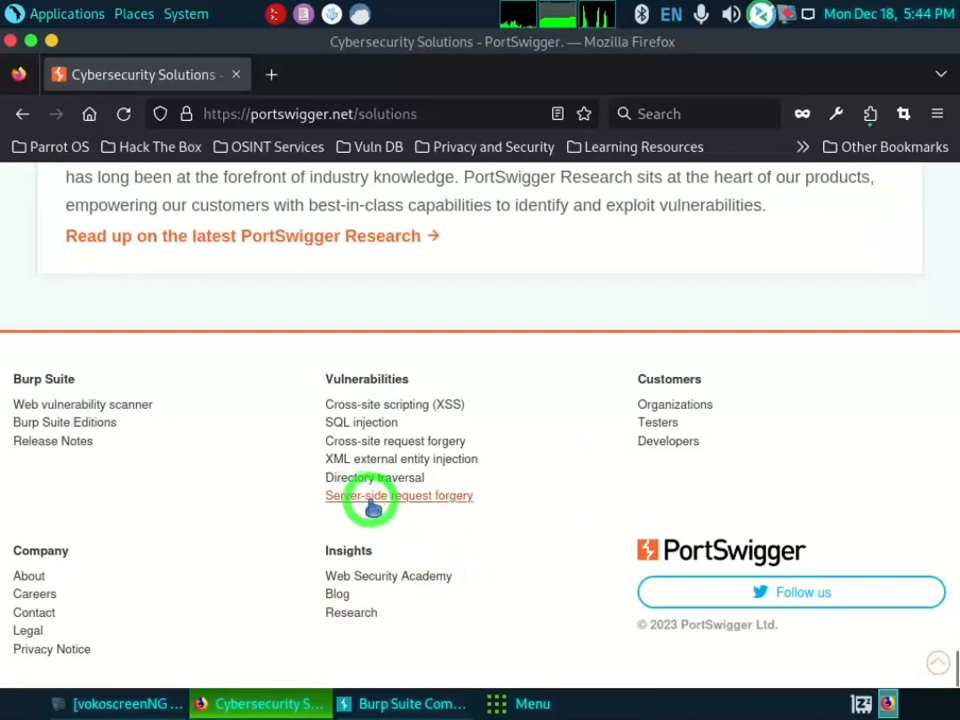 Applications Places System
EN
Mon Dec 18, 5:44 PM
Cybersecurity Solutions - PortSwigger. — Mozilla Firefox
Cybersecurity Solutions -
https://portswigger.net/solutions
Search
Parrot OS Hack The Box OSINT Services Vuln DB Privacy and Security Learning Resources Other Bookmarks
has long been at the forefront of industry knowledge. PortSwigger Research sits at the heart of our products,
empowering our customers with best-in-class capabilities to identify and exploit vulnerabilities.
Read up on the latest PortSwigger Research →
Burp Suite
Web vulnerability scanner
Burp Suite Editions
Release Notes
Vulnerabilities
Cross-site scripting (XSS)
SQL injection
Cross-site request forgery
XML external entity injection
Directory traversal
Server-side request forgery
Customers
Organizations
Testers
Developers
Company
About
Careers
Contact
Legal
Privacy Notice
Insights
Web Security Academy
Blog
Research
PortSwigger
Follow us
© 2023 PortSwigger Ltd.
[vokoscreenNG ... Cybersecurity S... Burp Suite Com... Menu